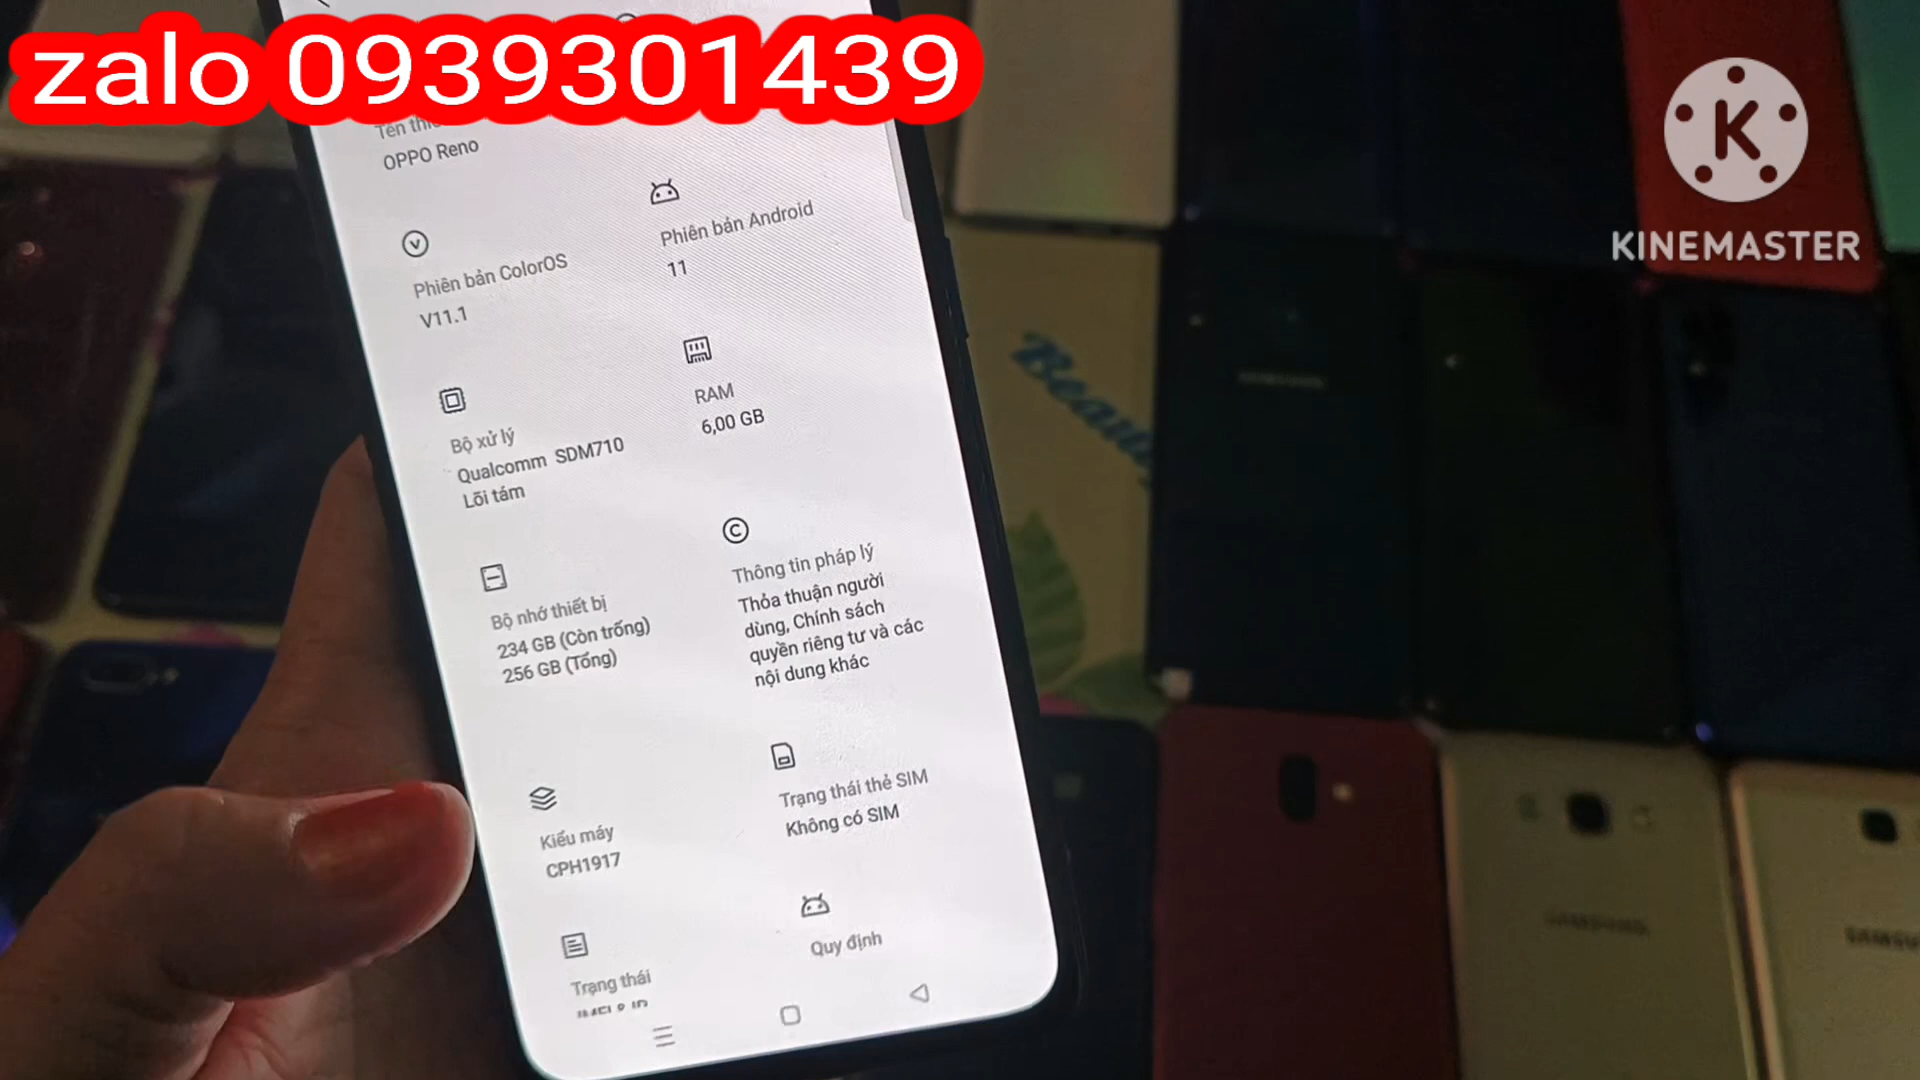 zalo 0939301439
KINEMASTER
Tên
OPPO Reno
Phiên bản ColorOS
V11.1
Phiên bản Android
11
Bộ xử lý
Qualcomm SDM710
Lõi tám
RAM
6,00 GB
Bộ nhớ thiết bị
234 GB (Còn trống)
256 GB (Tổng)
Thông tin pháp lý
Thỏa thuận người
dùng, Chính sách
quyền riêng tư và các
nội dung khác
Kiểu máy
CPH1917
Trạng thái thẻ SIM
Không có SIM
Trạng thái
Quy định
SAMSUNG
SAMSUNG